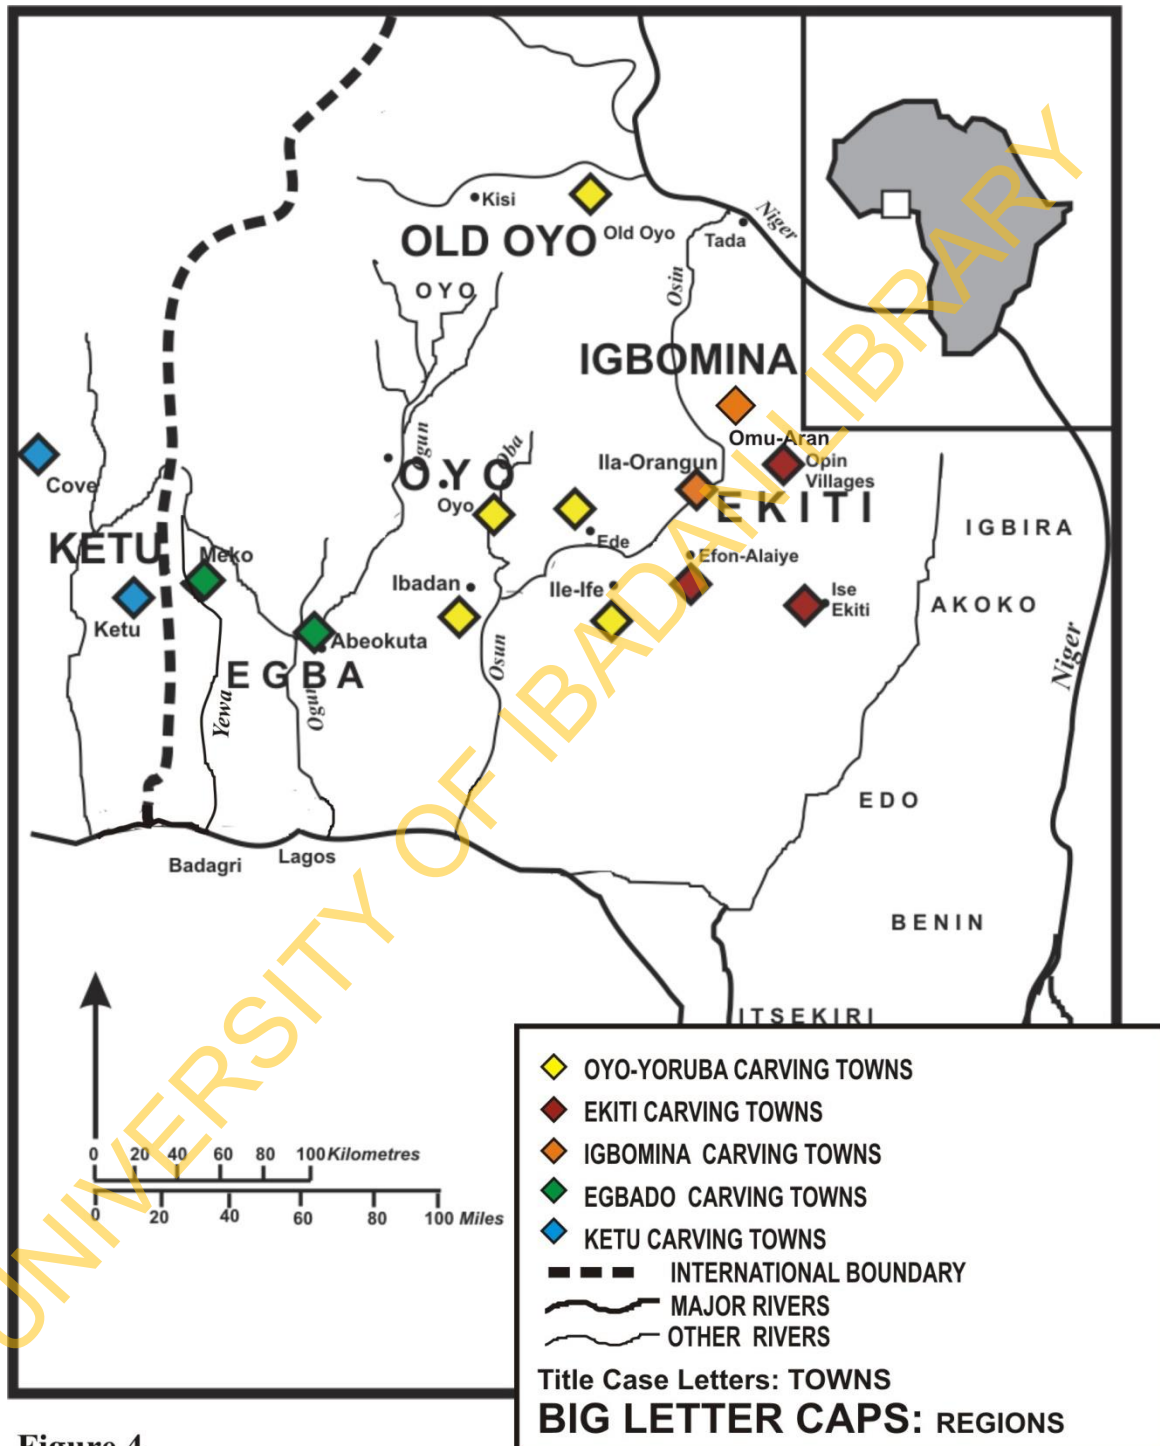 Niger
Kisi
Old Oyo
Tada
OLD OYO
Osin
OYO
IGBOMINA
Omu-Aran
Ogun
Oba
Ila-Orangun
Opin
Villages
Cove
OYO
Oyo
EKITI
IGBIRA
KETU
Meko
Ede
Efon-Alaiye
Ibadan
Ile-Ife
Ise
Ekiti
AKOKO
Ketu
Abeokuta
EGBA
Osun
Niger
Yewa
Ogun
EDO
Badagri
Lagos
BENIN
ITSEKIRI
0 20 40 60 80 100 Kilometres
0 20 40 60 80 100 Miles
OYO-YORUBA CARVING TOWNS
EKITI CARVING TOWNS
IGBOMINA CARVING TOWNS
EGBADO CARVING TOWNS
KETU CARVING TOWNS
INTERNATIONAL BOUNDARY
MAJOR RIVERS
OTHER RIVERS
Title Case Letters: TOWNS
BIG LETTER CAPS: REGIONS
Figure 4
UNIVERSITY OF IBADAN LIBRARY